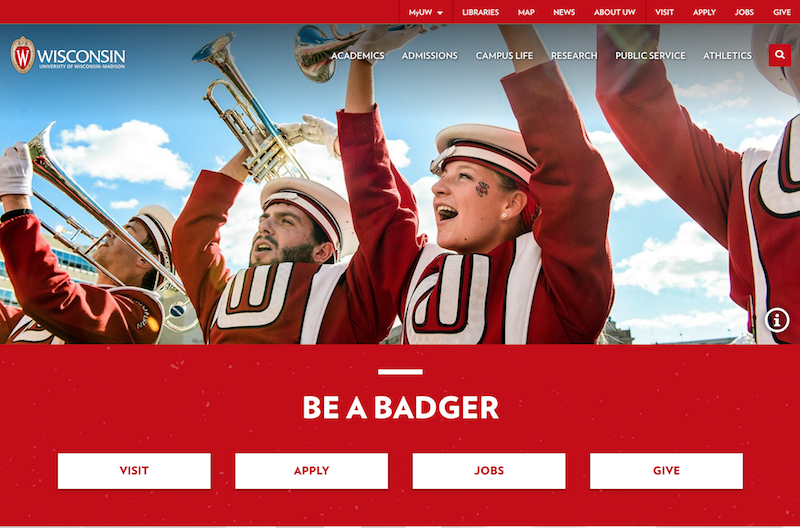 MyUW LIBRARIES MAP NEWS ABOUT UW VISIT APPLY JOBS GIVE
W WISCONSIN
UNIVERSITY OF WISCONSIN–MADISON
ACADEMICS ADMISSIONS CAMPUS LIFE RESEARCH PUBLIC SERVICE ATHLETICS
W W
BE A BADGER
VISIT APPLY JOBS GIVE